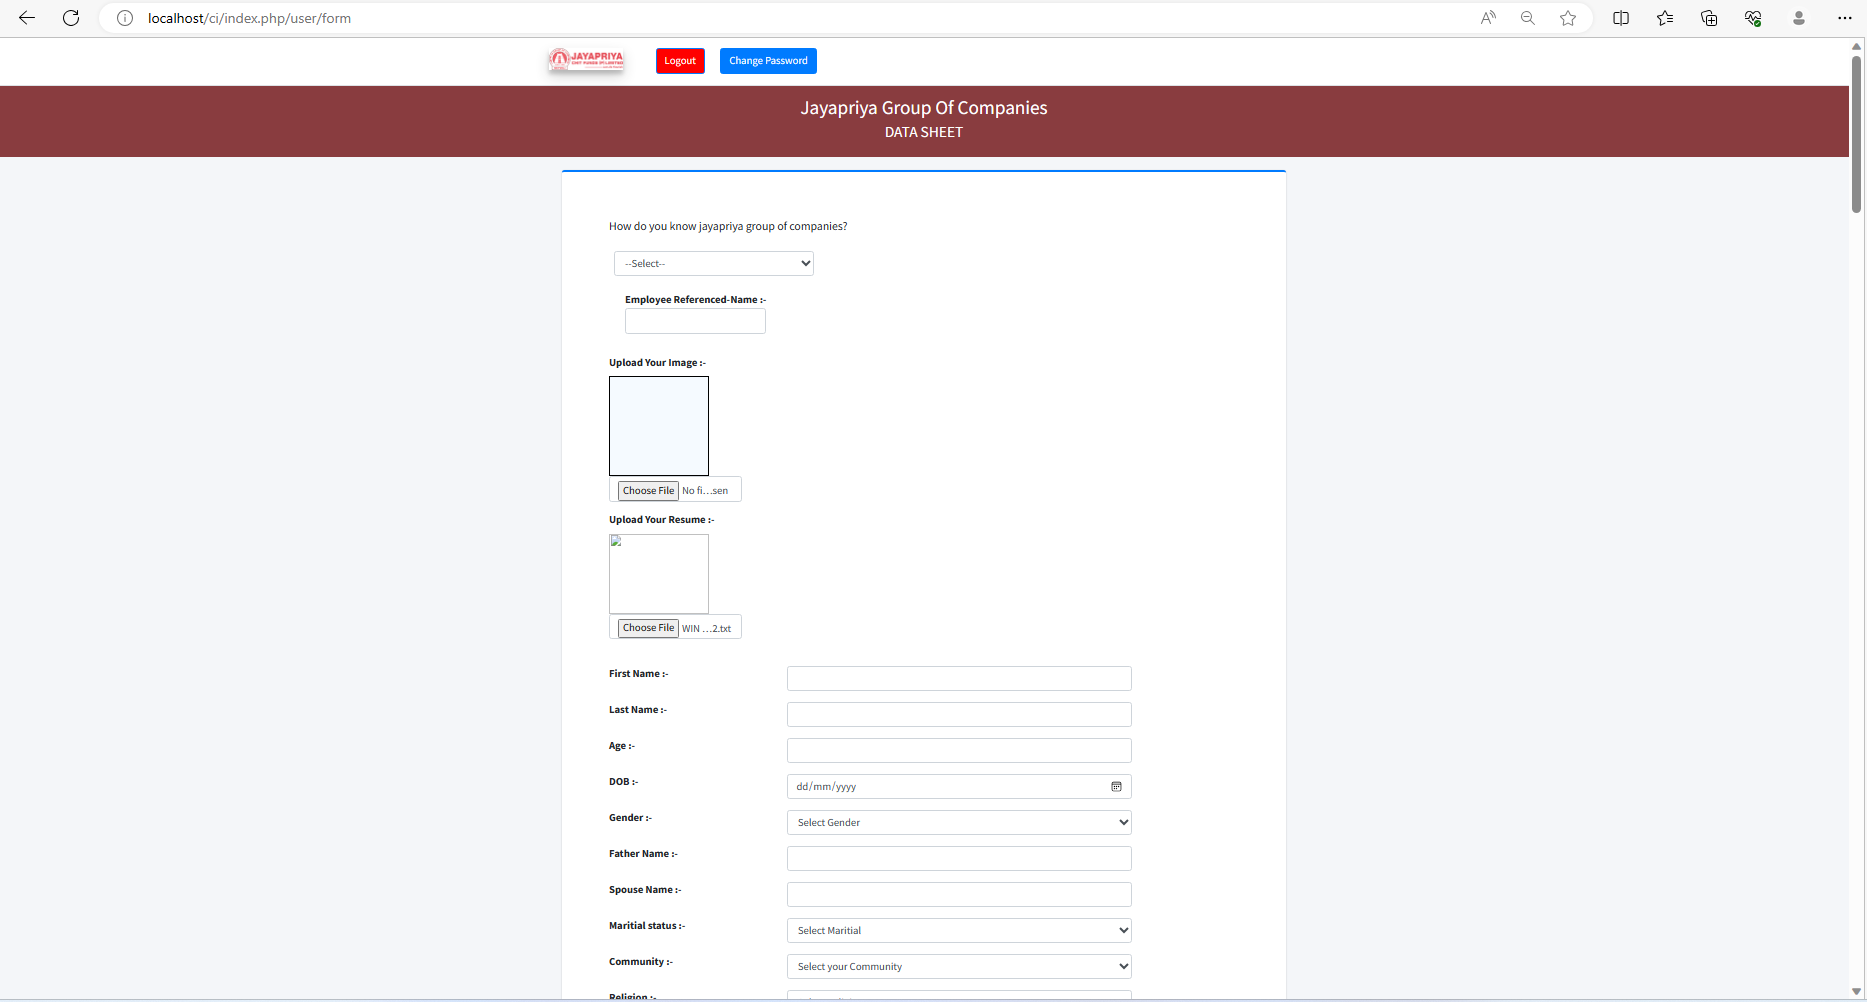 localhost/ci/index.php/user/form
JAYAPRIYA
Logout
Change Password
Jayapriya Group Of Companies
DATA SHEET
How do you know jayapriya group of companies?
--Select--
Employee Referenced-Name :-
Upload Your Image :-
Choose File No fi...sen
Upload Your Resume :-
Choose File WIN ...2.txt
First Name :-
Last Name :-
Age :-
DOB :- dd/mm/yyyy
Gender :- Select Gender
Father Name :-
Spouse Name :-
Maritial status :- Select Maritial
Community :- Select your Community
Religion :-